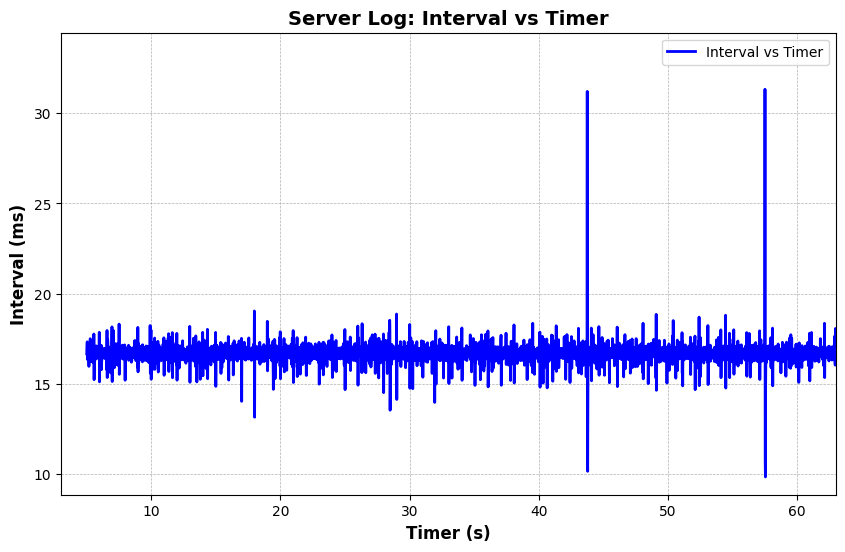 Server Log: Interval vs Timer
Interval vs Timer
30
25
20
15
10
Interval (ms)
10 20 30 40 50 60
Timer (s)